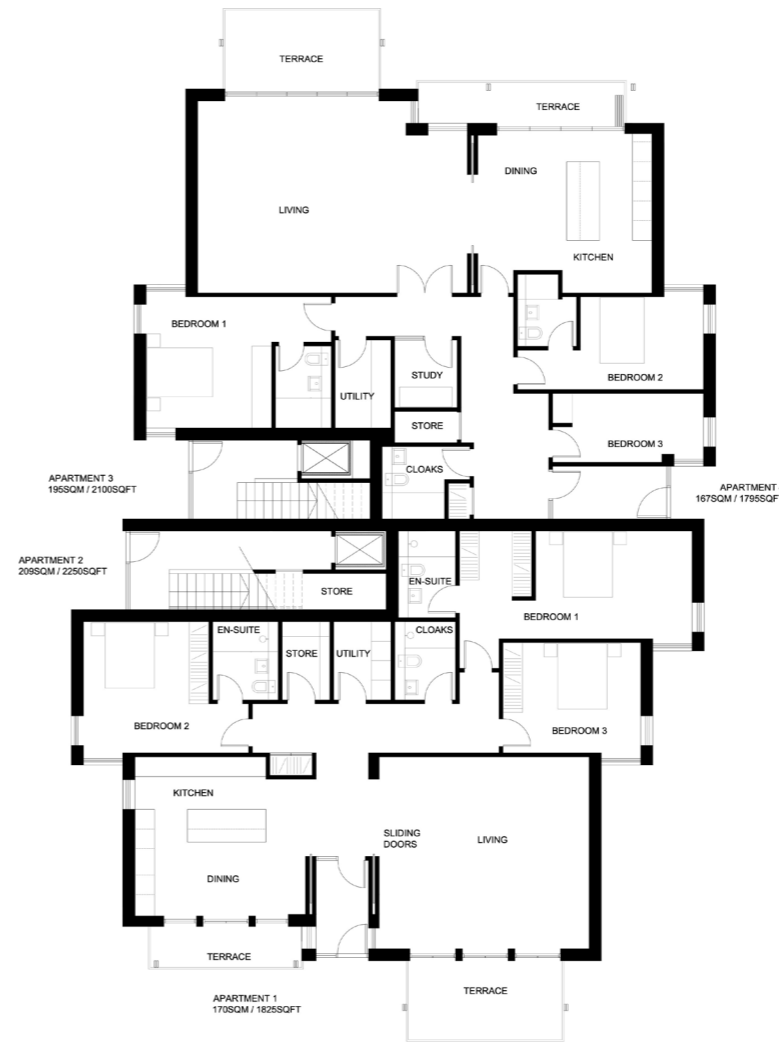 TERRACE
TERRACE
DINING
LIVING
KITCHEN
BEDROOM 1
BEDROOM 2
STUDY
UTILITY
STORE
BEDROOM 3
CLOAKS
APARTMENT 3
195SQM / 2100SQFT
APARTMENT
167SQM / 1795SQF
APARTMENT 2
209SQM / 2250SQFT
EN-SUITE
STORE
BEDROOM 1
EN-SUITE
CLOAKS
STORE
UTILITY
BEDROOM 2
BEDROOM 3
KITCHEN
SLIDING
DOORS
LIVING
DINING
TERRACE
TERRACE
APARTMENT 1
170SQM / 1825SQFT